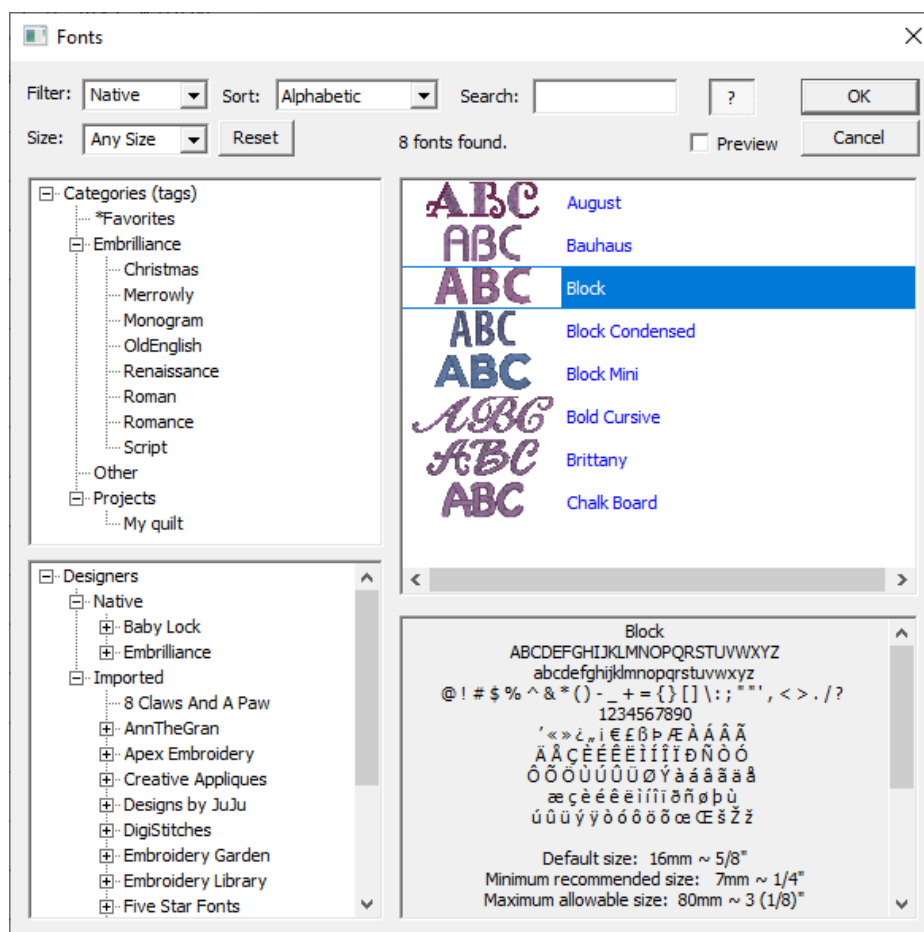 Fonts
Filter: Native Sort: Alphabetic Search: ? OK
Size: Any Size Reset 8 fonts found. Preview Cancel
Categories (tags)
*Favorites
Embrilliance
Christmas
Merrowly
Monogram
OldEnglish
Renaissance
Roman
Romance
Script
Other
Projects
My quilt
Designers
Native
Baby Lock
Embrilliance
Imported
8 Claws And A Paw
AnnTheGran
Apex Embroidery
Creative Appliques
Designs by JuJu
DigiStitches
Embroidery Garden
Embroidery Library
Five Star Fonts
ABC August
ABC Bauhaus
ABC Block
ABC Block Condensed
ABC Block Mini
ABC Bold Cursive
ABC Brittany
ABC Chalk Board
Block
ABCDEFGHIJKLMNOPQRSTUVWXYZ
abcdefghijklmnopqrstuvwxyz
@ ! # $ % ^ & * ( ) - _ + = { } [ ] \ : ; " " ' , < > . / ?
1234567890
´ « » ¿ „ ¡ € £ ß Þ Æ À Á Â Ã
Ä Å Ç È É Ê Ë Ì Í Î Ï Ð Ñ Ò Ó
Ô Õ Ö Ù Ú Û Ü Ø Ý à á â ã ä å
æ ç è é ê ë ì í î ï ð ñ ø þ ù
ú û ü ý ÿ ò ó ô ö õ œ Œ š Ž ž
Default size: 16mm ~ 5/8"
Minimum recommended size: 7mm ~ 1/4"
Maximum allowable size: 80mm ~ 3 (1/8)"